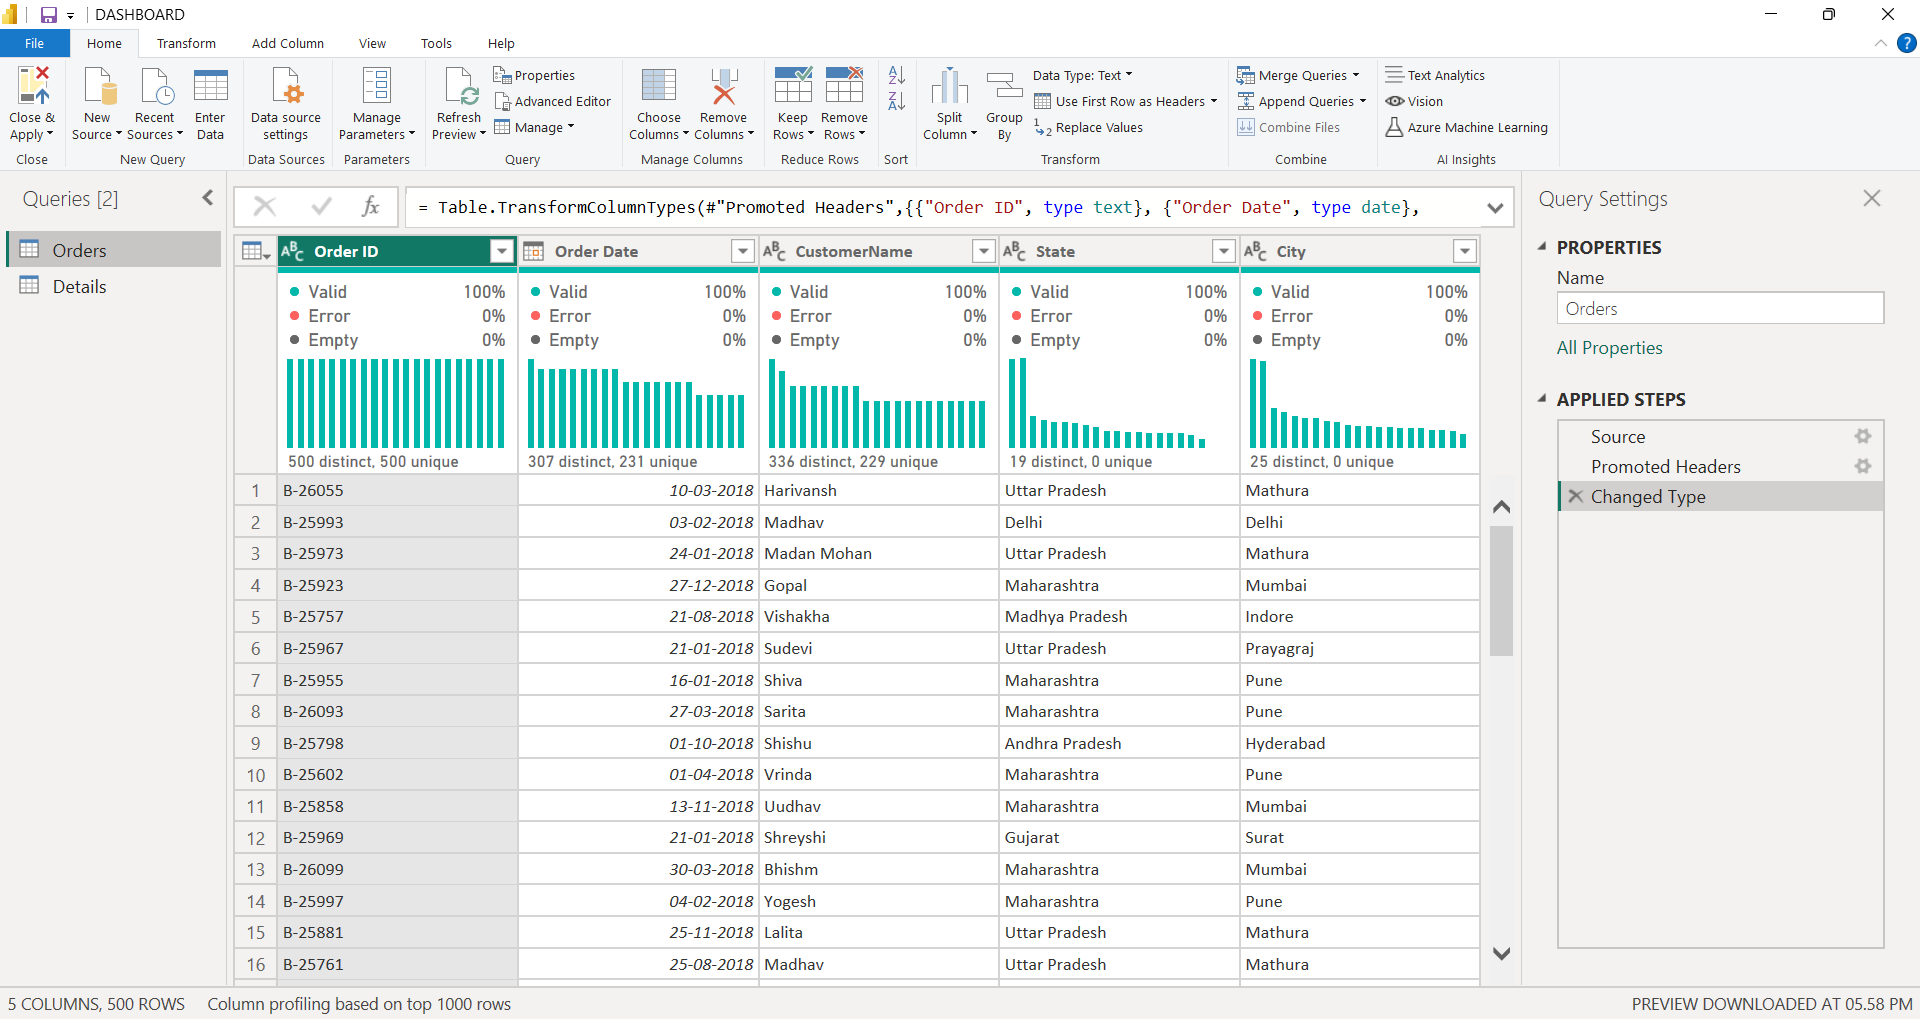 DASHBOARD
File Home Transform Add Column View Tools Help ?
Close & Apply
Close
New Source
Recent Sources
Enter Data
New Query
Data source settings
Data Sources
Manage Parameters
Parameters
Refresh Preview
Properties
Advanced Editor
Manage
Query
Choose Columns
Remove Columns
Manage Columns
Keep Rows
Remove Rows
Reduce Rows
A Z
Z A
Sort
Split Column
Group By
Data Type: Text
Use First Row as Headers
1 2 Replace Values
Transform
Merge Queries
Append Queries
Combine Files
Combine
Text Analytics
Vision
Azure Machine Learning
AI Insights
Queries [2]
Orders
Details
fx
= Table.TransformColumnTypes(#"Promoted Headers",{{"Order ID", type text}, {"Order Date", type date},
ABC Order ID Order Date ABC CustomerName ABC State ABC City
Valid 100% Valid 100% Valid 100% Valid 100% Valid 100%
Error 0% Error 0% Error 0% Error 0% Error 0%
Empty 0% Empty 0% Empty 0% Empty 0% Empty 0%
500 distinct, 500 unique 307 distinct, 231 unique 336 distinct, 229 unique 19 distinct, 0 unique 25 distinct, 0 unique
1 B-26055 10-03-2018 Harivansh Uttar Pradesh Mathura
2 B-25993 03-02-2018 Madhav Delhi Delhi
3 B-25973 24-01-2018 Madan Mohan Uttar Pradesh Mathura
4 B-25923 27-12-2018 Gopal Maharashtra Mumbai
5 B-25757 21-08-2018 Vishakha Madhya Pradesh Indore
6 B-25967 21-01-2018 Sudevi Uttar Pradesh Prayagraj
7 B-25955 16-01-2018 Shiva Maharashtra Pune
8 B-26093 27-03-2018 Sarita Maharashtra Pune
9 B-25798 01-10-2018 Shishu Andhra Pradesh Hyderabad
10 B-25602 01-04-2018 Vrinda Maharashtra Pune
11 B-25858 13-11-2018 Uudhav Maharashtra Mumbai
12 B-25969 21-01-2018 Shreyshi Gujarat Surat
13 B-26099 30-03-2018 Bhishm Maharashtra Mumbai
14 B-25997 04-02-2018 Yogesh Maharashtra Pune
15 B-25881 25-11-2018 Lalita Uttar Pradesh Mathura
16 B-25761 25-08-2018 Madhav Uttar Pradesh Mathura
Query Settings
PROPERTIES
Name
Orders
All Properties
APPLIED STEPS
Source
Promoted Headers
Changed Type
5 COLUMNS, 500 ROWS Column profiling based on top 1000 rows PREVIEW DOWNLOADED AT 05.58 PM